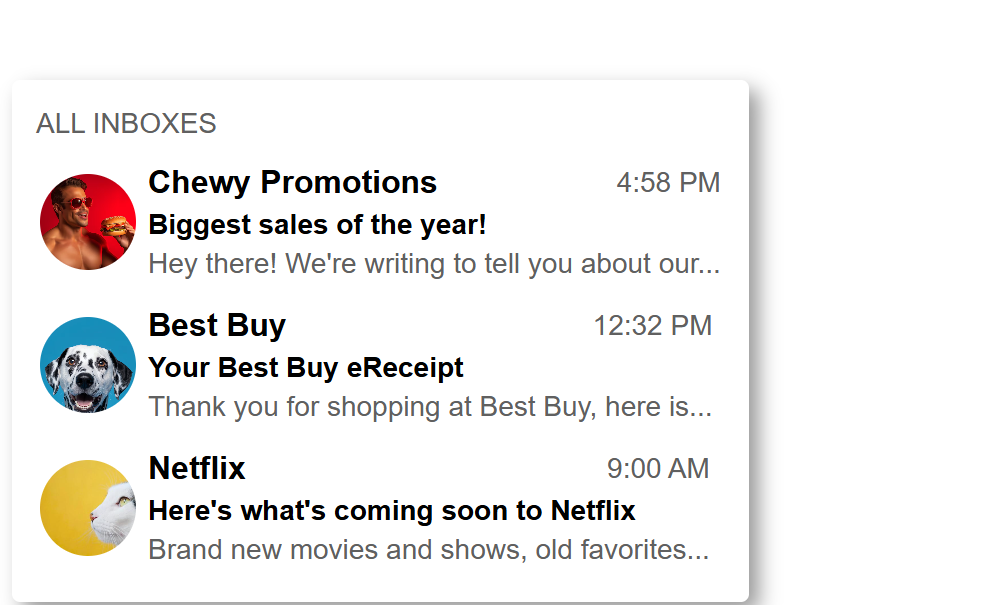 ALL INBOXES
Chewy Promotions 4:58 PM
Biggest sales of the year!
Hey there! We're writing to tell you about our...
Best Buy 12:32 PM
Your Best Buy eReceipt
Thank you for shopping at Best Buy, here is...
Netflix 9:00 AM
Here's what's coming soon to Netflix
Brand new movies and shows, old favorites...